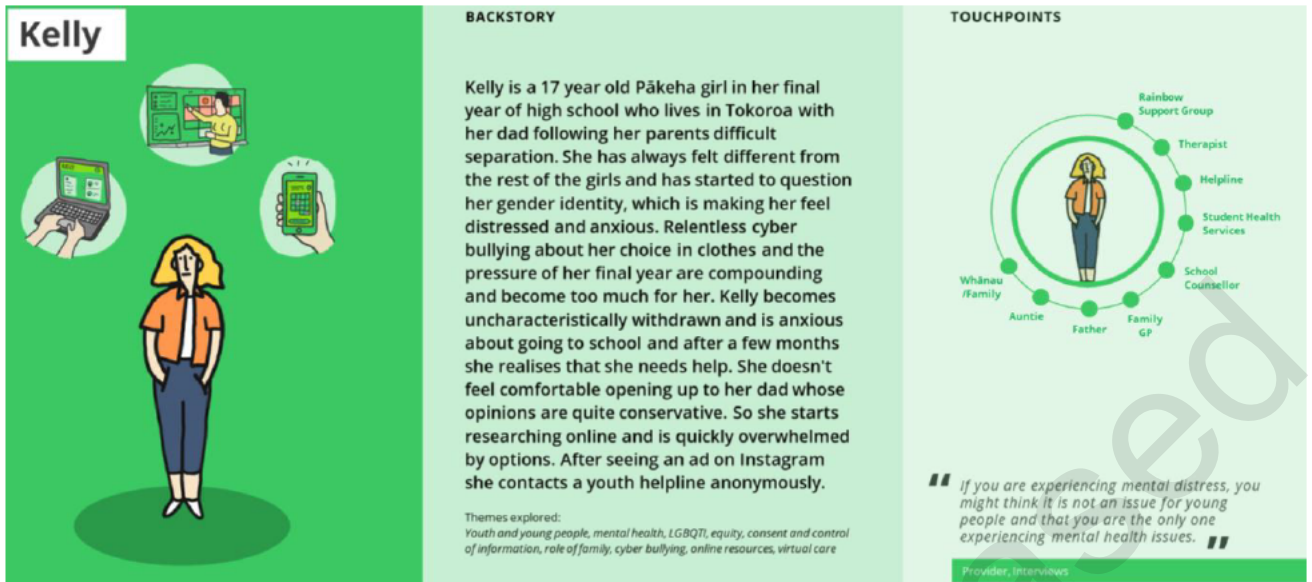 Kelly
BACKSTORY
Kelly is a 17 year old Pākeha girl in her final
year of high school who lives in Tokoroa with
her dad following her parents difficult
separation. She has always felt different from
the rest of the girls and has started to question
her gender identity, which is making her feel
distressed and anxious. Relentless cyber
bullying about her choice in clothes and the
pressure of her final year are compounding
and become too much for her. Kelly becomes
uncharacteristically withdrawn and is anxious
about going to school and after a few months
she realises that she needs help. She doesn't
feel comfortable opening up to her dad whose
opinions are quite conservative. So she starts
researching online and is quickly overwhelmed
by options. After seeing an ad on Instagram
she contacts a youth helpline anonymously.
Themes explored:
Youth and young people, mental health, LGBQTI, equity, consent and control
of information, role of family, cyber bullying, online resources, virtual care
TOUCHPOINTS
Rainbow
Support Group
Therapist
Helpline
Student Health
Services
School
Counsellor
Family
GP
Father
Auntie
Whānau
/Family
" If you are experiencing mental distress, you
might think it is not an issue for young
people and that you are the only one
experiencing mental health issues. "
Provider, Interviews
sed